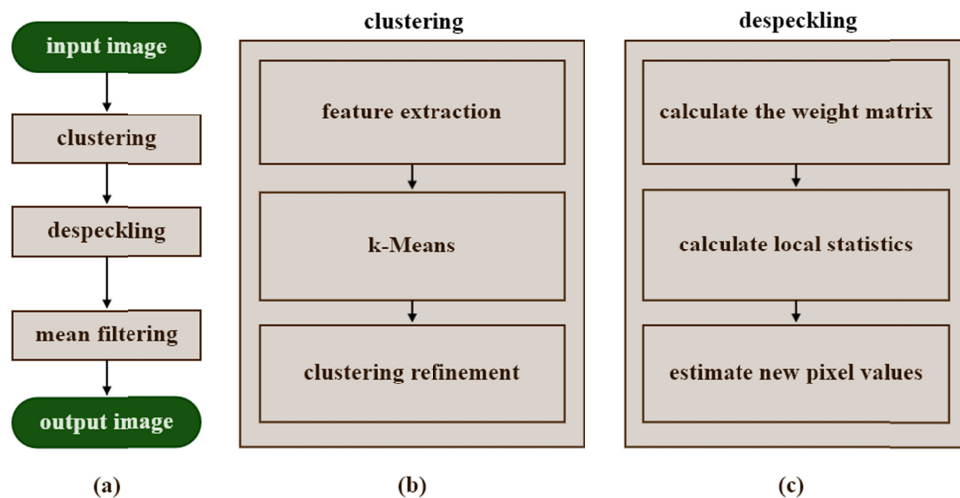 input image
clustering
despeckling
mean filtering
output image
(a)
clustering
feature extraction
k-Means
clustering refinement
(b)
despeckling
calculate the weight matrix
calculate local statistics
estimate new pixel values
(c)